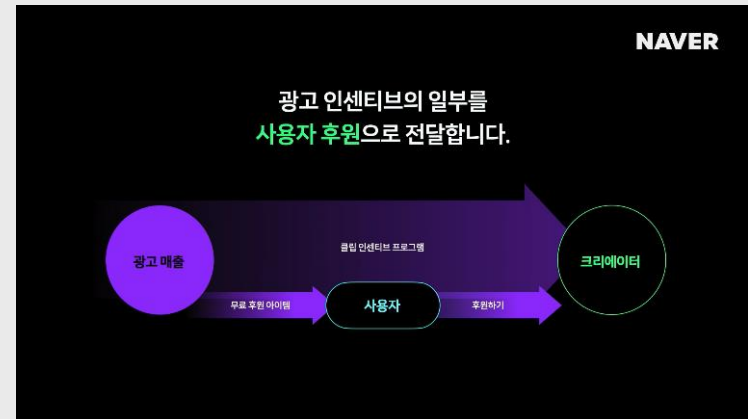 NAVER
광고 인센티브의 일부를
사용자 후원으로 전달합니다.
클립 인센티브 프로그램
광고 매출
크리에이터
무료 후원 아이템
사용자
후원하기